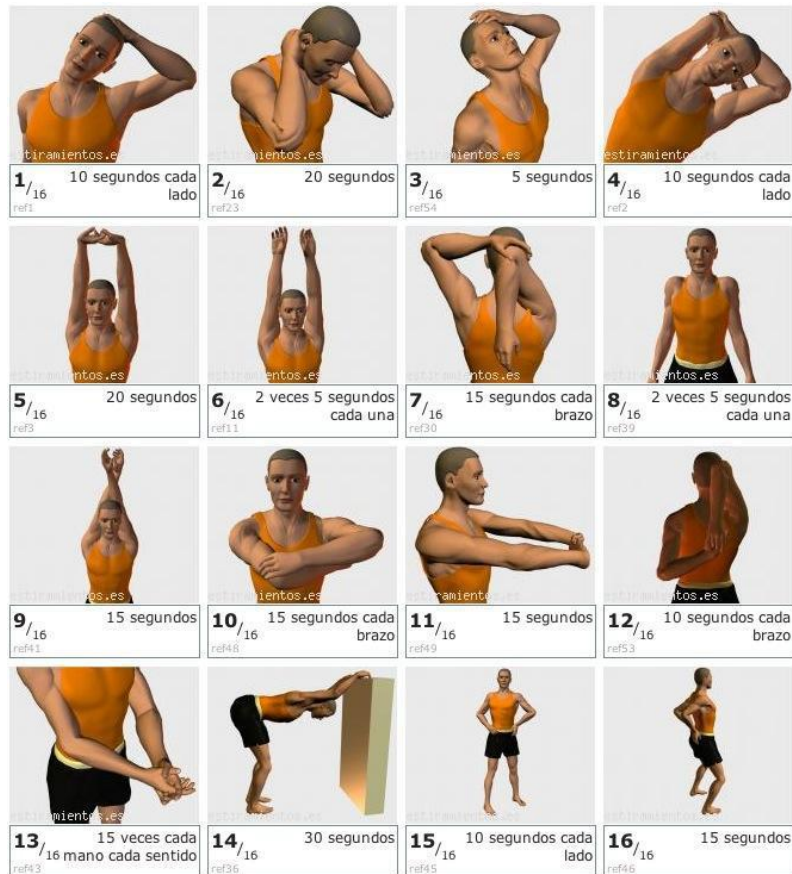 estiramientos.es
estiramientos.es
estiramientos.es
1/16 10 segundos cada
lado
ref1
2/16 20 segundos
ref23
3/16 5 segundos
ref54
4/16 10 segundos cada
lado
ref2
estiramientos.es
estiramientos.es
estiramientos.es
estiramientos.es
5/16 20 segundos
ref3
6/16 2 veces 5 segundos
cada una
ref11
7/16 15 segundos cada
brazo
ref30
8/16 2 veces 5 segundos
cada una
ref39
estiramientos.es
estiramientos.es
estiramientos.es
estiramientos.es
9/16 15 segundos
ref41
10/16 15 segundos cada
brazo
ref48
11/16 15 segundos
ref49
12/16 10 segundos cada
brazo
ref53
estiramientos.es
estiramientos.es
estiramientos.es
estiramientos.es
13/16 15 veces cada
mano cada sentido
ref43
14/16 30 segundos
ref36
15/16 10 segundos cada
lado
ref45
16/16 15 segundos
ref46